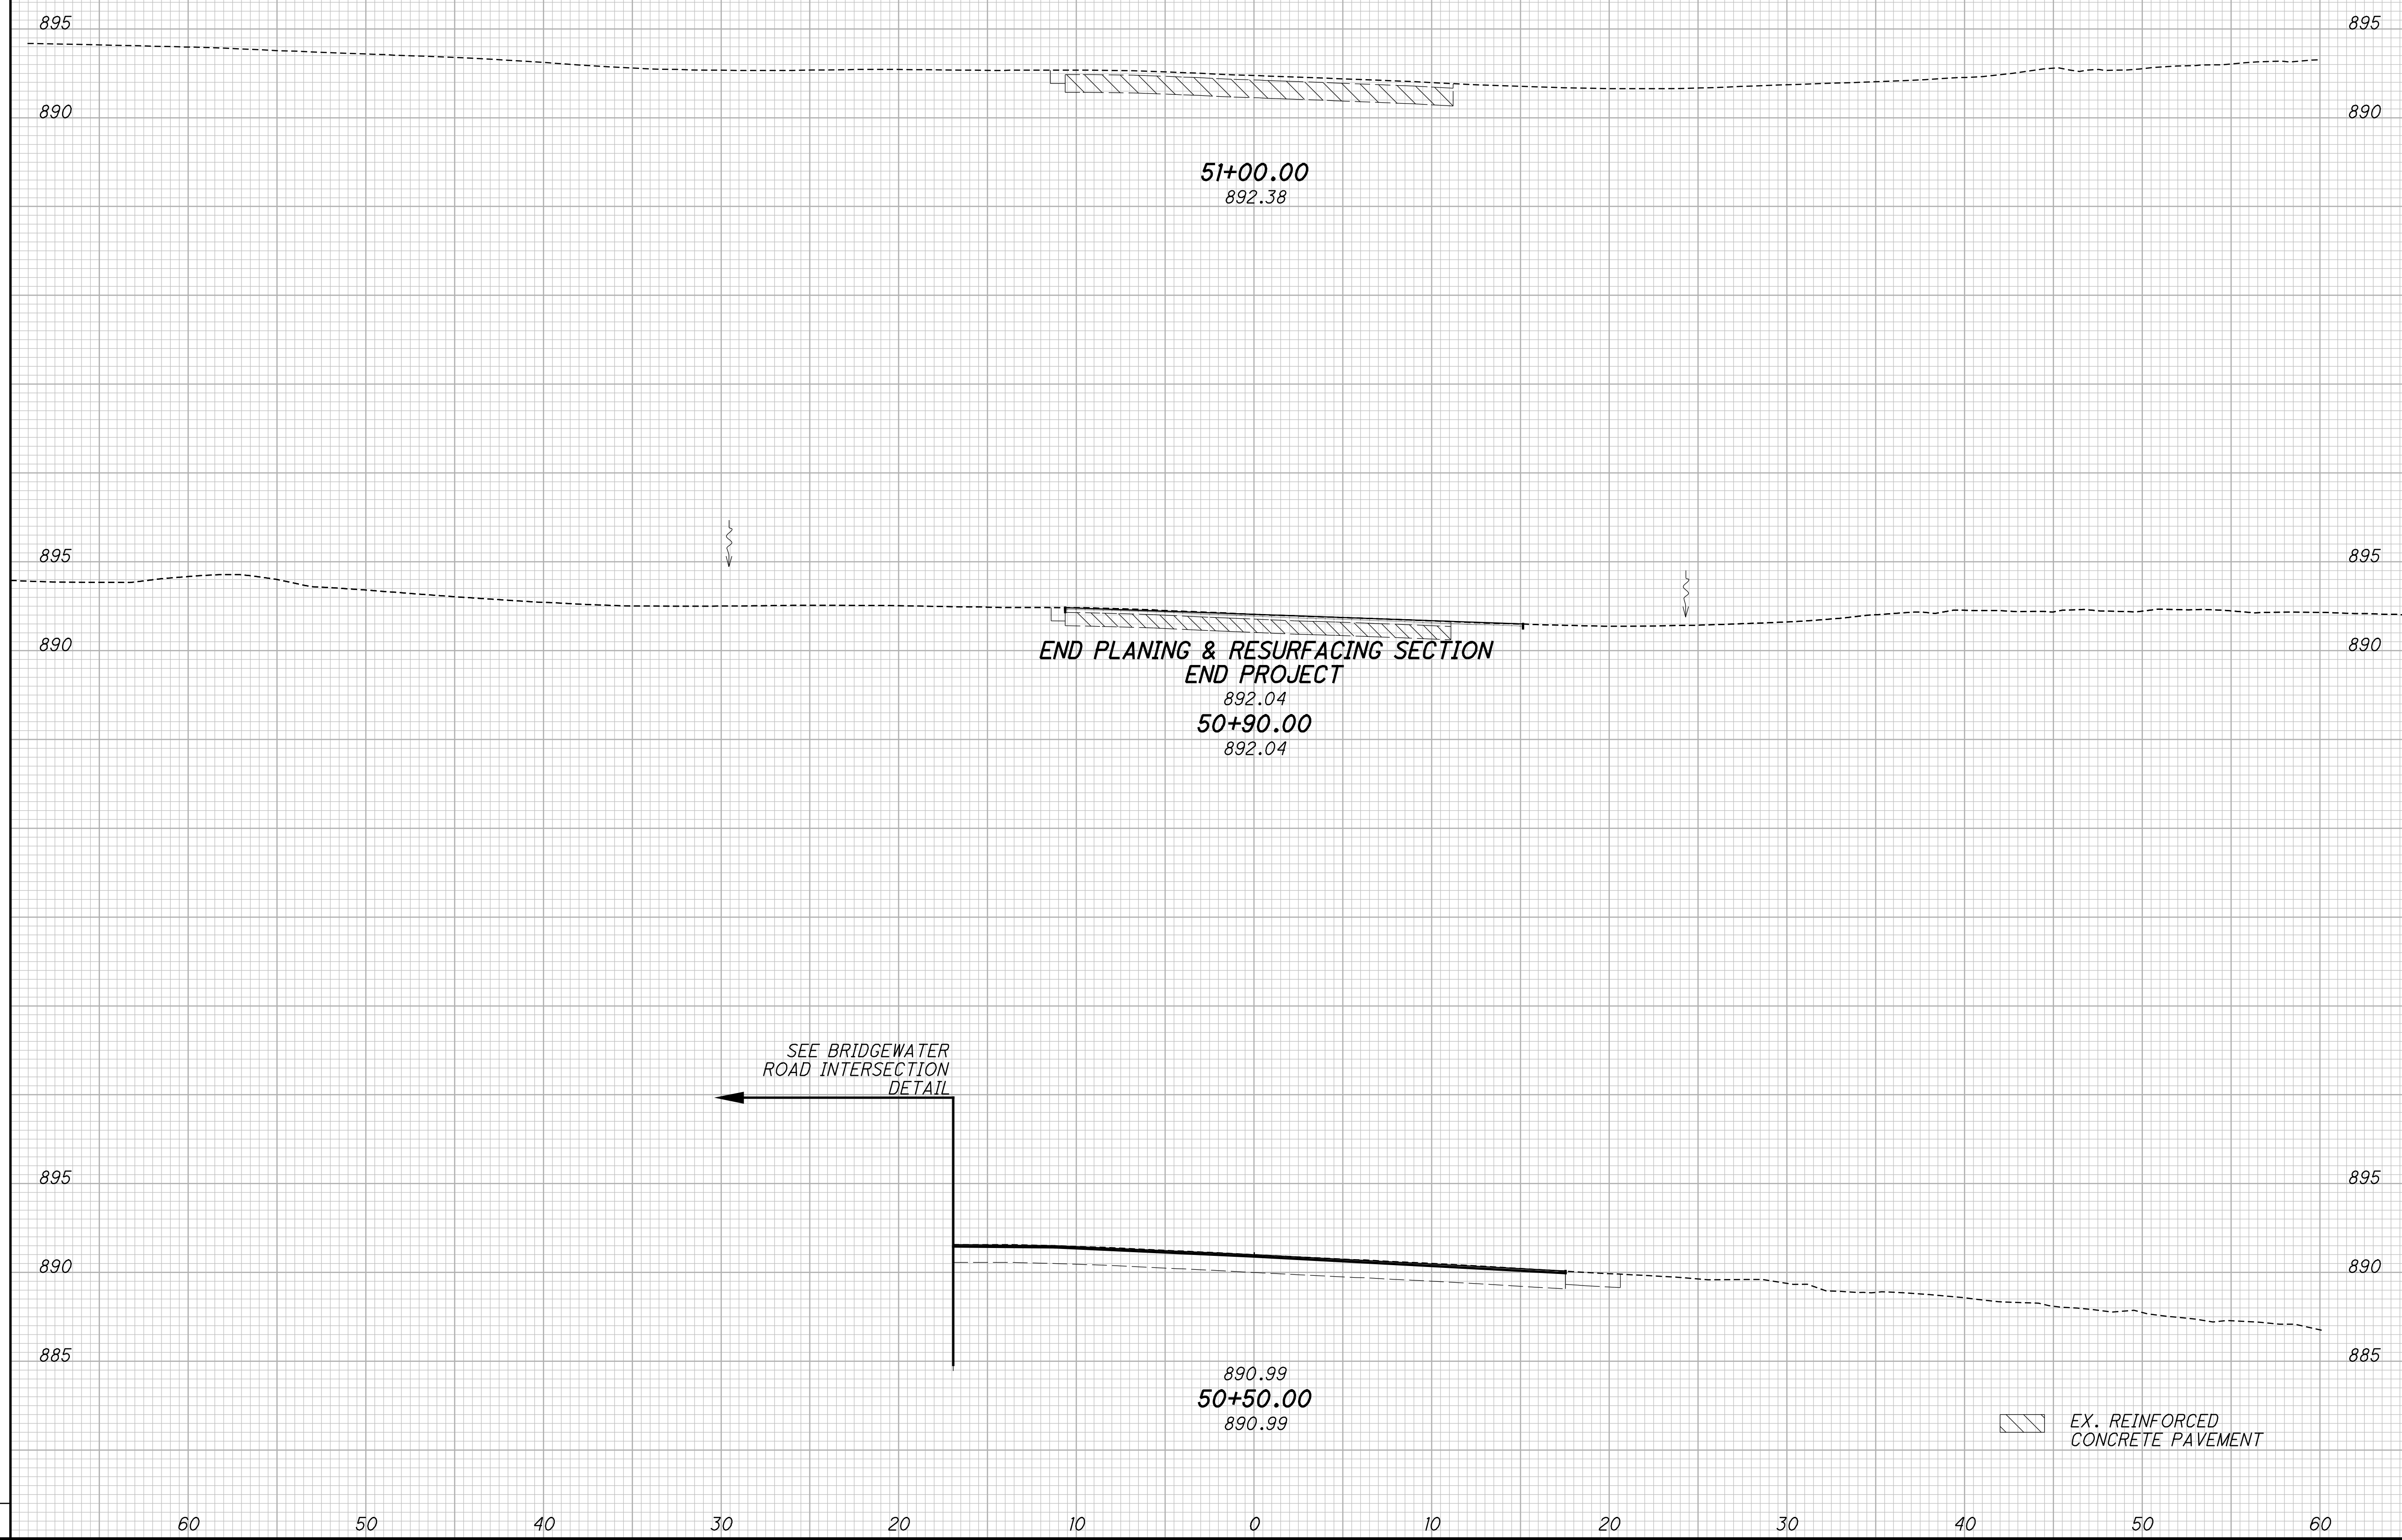 895 895
890 890
51+00.00
892.38
895 895
890 890
END PLANING & RESURFACING SECTION
END PROJECT
892.04
50+90.00
892.04
SEE BRIDGEWATER
ROAD INTERSECTION
DETAIL
895 895
890 890
885 885
890.99
50+50.00
890.99
EX. REINFORCED
CONCRETE PAVEMENT
60 50 40 30 20 10 0 10 20 30 40 50 60